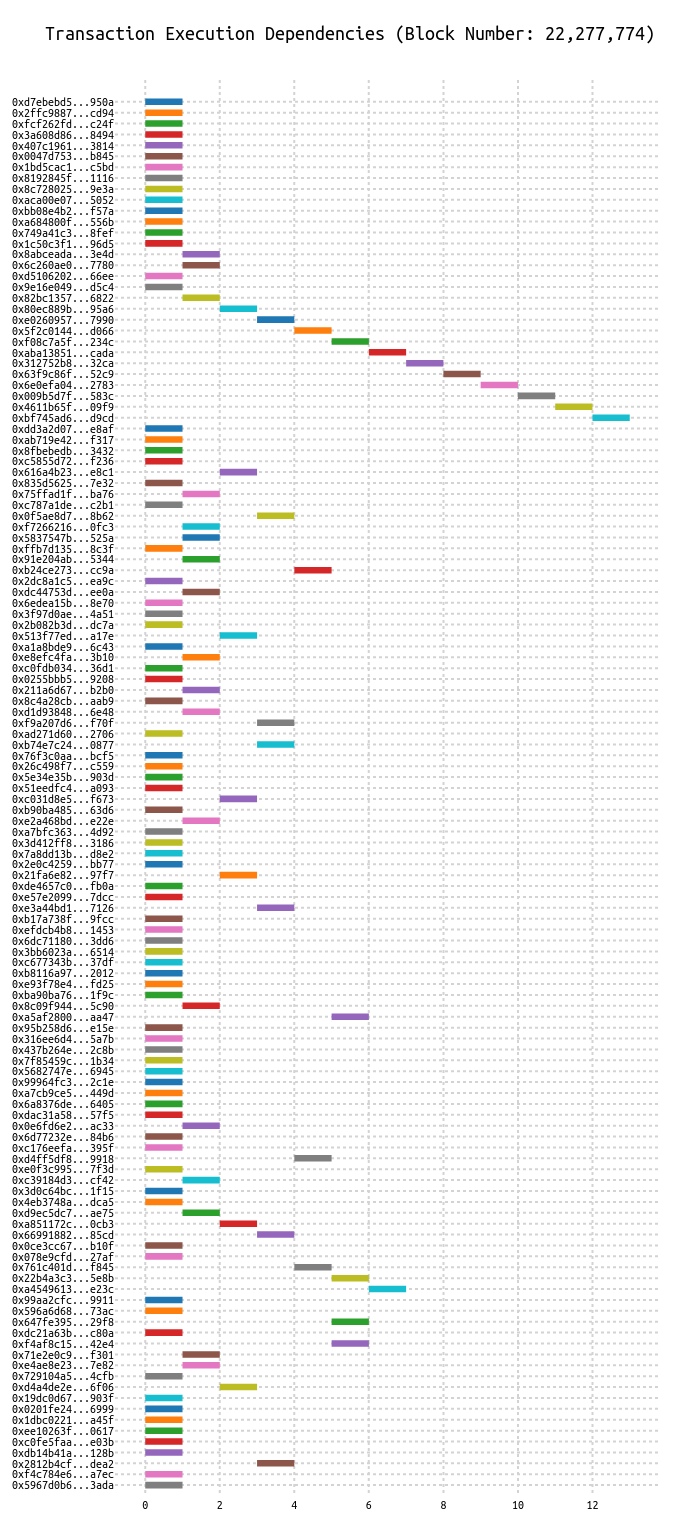 Transaction Execution Dependencies (Block Number: 22,277,774)
0xd7ebebd5...950a
0x2ffc9887...cd94
0xfcf262fd...c24f
0x3a608d86...8494
0x407c1961...3814
0x0047d753...b845
0x1bd5cac1...c5bd
0x8192845f...1116
0x8c728025...9e3a
0xaca00e07...5052
0xbb08e4b2...f57a
0xa684800f...556b
0x749a41c3...8fef
0x1c50c3f1...96d5
0x8abceada...3e4d
0x6c260ae0...7780
0xd5106202...66ee
0x9e16e049...d5c4
0x82bc1357...6822
0x80ec889b...95a6
0xe0260957...7990
0x5f2c0144...d066
0xf08c7a5f...234c
0xaba13851...cada
0x312752b8...32ca
0x63f9c86f...52c9
0x6e0efa04...2783
0x009b5d7f...583c
0x4611b65f...09f9
0xbf745ad6...d9cd
0xdd3a2d07...e8af
0xab719e42...f317
0x8fbebedb...3432
0xc5855d72...f236
0x616a4b23...e8c1
0x835d5625...7e32
0x75ffad1f...ba76
0xc787a1de...c2b1
0x0f5ae8d7...8b62
0xf7266216...0fc3
0x5837547b...525a
0xffb7d135...8c3f
0x91e204ab...5344
0xb24ce273...cc9a
0x2dc8a1c5...ea9c
0xdc44753d...ee0a
0x6edea15b...8e70
0x3f97d0ae...4a51
0x2b082b3d...dc7a
0x513f77ed...a17e
0xa1a8bde9...6c43
0xe8efc4fa...3b10
0xc0fdb034...36d1
0x0255bbb5...9208
0x211a6d67...b2b0
0x8c4a28cb...aab9
0xd1d93848...6e48
0xf9a207d6...f70f
0xad271d60...2706
0xb74e7c24...0877
0x76f3c0aa...bcf5
0x26c498f7...c559
0x5e34e35b...903d
0x51eedfc4...a093
0xc031d8e5...f673
0xb90ba485...63d6
0xe2a468bd...e22e
0xa7bfc363...4d92
0x3d412ff8...3186
0x7a8dd13b...d8e2
0x2e0c4259...bb77
0x21fa6e82...97f7
0xde4657c0...fb0a
0xe57e2099...7dcc
0xe3a44bd1...7126
0xb17a738f...9fcc
0xefdcb4b8...1453
0x6dc71180...3dd6
0x3bb6023a...6514
0xc677343b...37df
0xb8116a97...2012
0xe93f78e4...fd25
0xba90ba76...1f9c
0x8c09f944...5c90
0xa5af2800...aa47
0x95b258d6...e15e
0x316ee6d4...5a7b
0x437b264e...2c8b
0x7f85459c...1b34
0x5682747e...6945
0x99964fc3...2c1e
0xa7cb9ce5...449d
0x6a8376de...6405
0xdac31a58...57f5
0x0e6fd6e2...ac33
0x6d77232e...84b6
0xc176eefa...395f
0xd4ff5df8...9918
0xe0f3c995...7f3d
0xc39184d3...cf42
0x3d0c64bc...1f15
0x4eb3748a...dca5
0xd9ec5dc7...ae75
0xa851172c...0cb3
0x66991882...85cd
0x0ce3cc67...b10f
0x078e9cfd...27af
0x761c401d...f845
0x22b4a3c3...5e8b
0xa4549613...e23c
0x99aa2cfc...9911
0x596a6d68...73ac
0x647fe395...29f8
0xdc21a63b...c80a
0xf4af8c15...42e4
0x71e2e0c9...f301
0xe4ae8e23...7e82
0x729104a5...4cfb
0xd4a4de2e...6f06
0x19dc0d67...903f
0x0201fe24...6999
0x1dbc0221...a45f
0xee10263f...0617
0xc0fe5faa...e03b
0xdb14b41a...128b
0x2812b4cf...dea2
0xf4c784e6...a7ec
0x5967d0b6...3ada
0 2 4 6 8 10 12